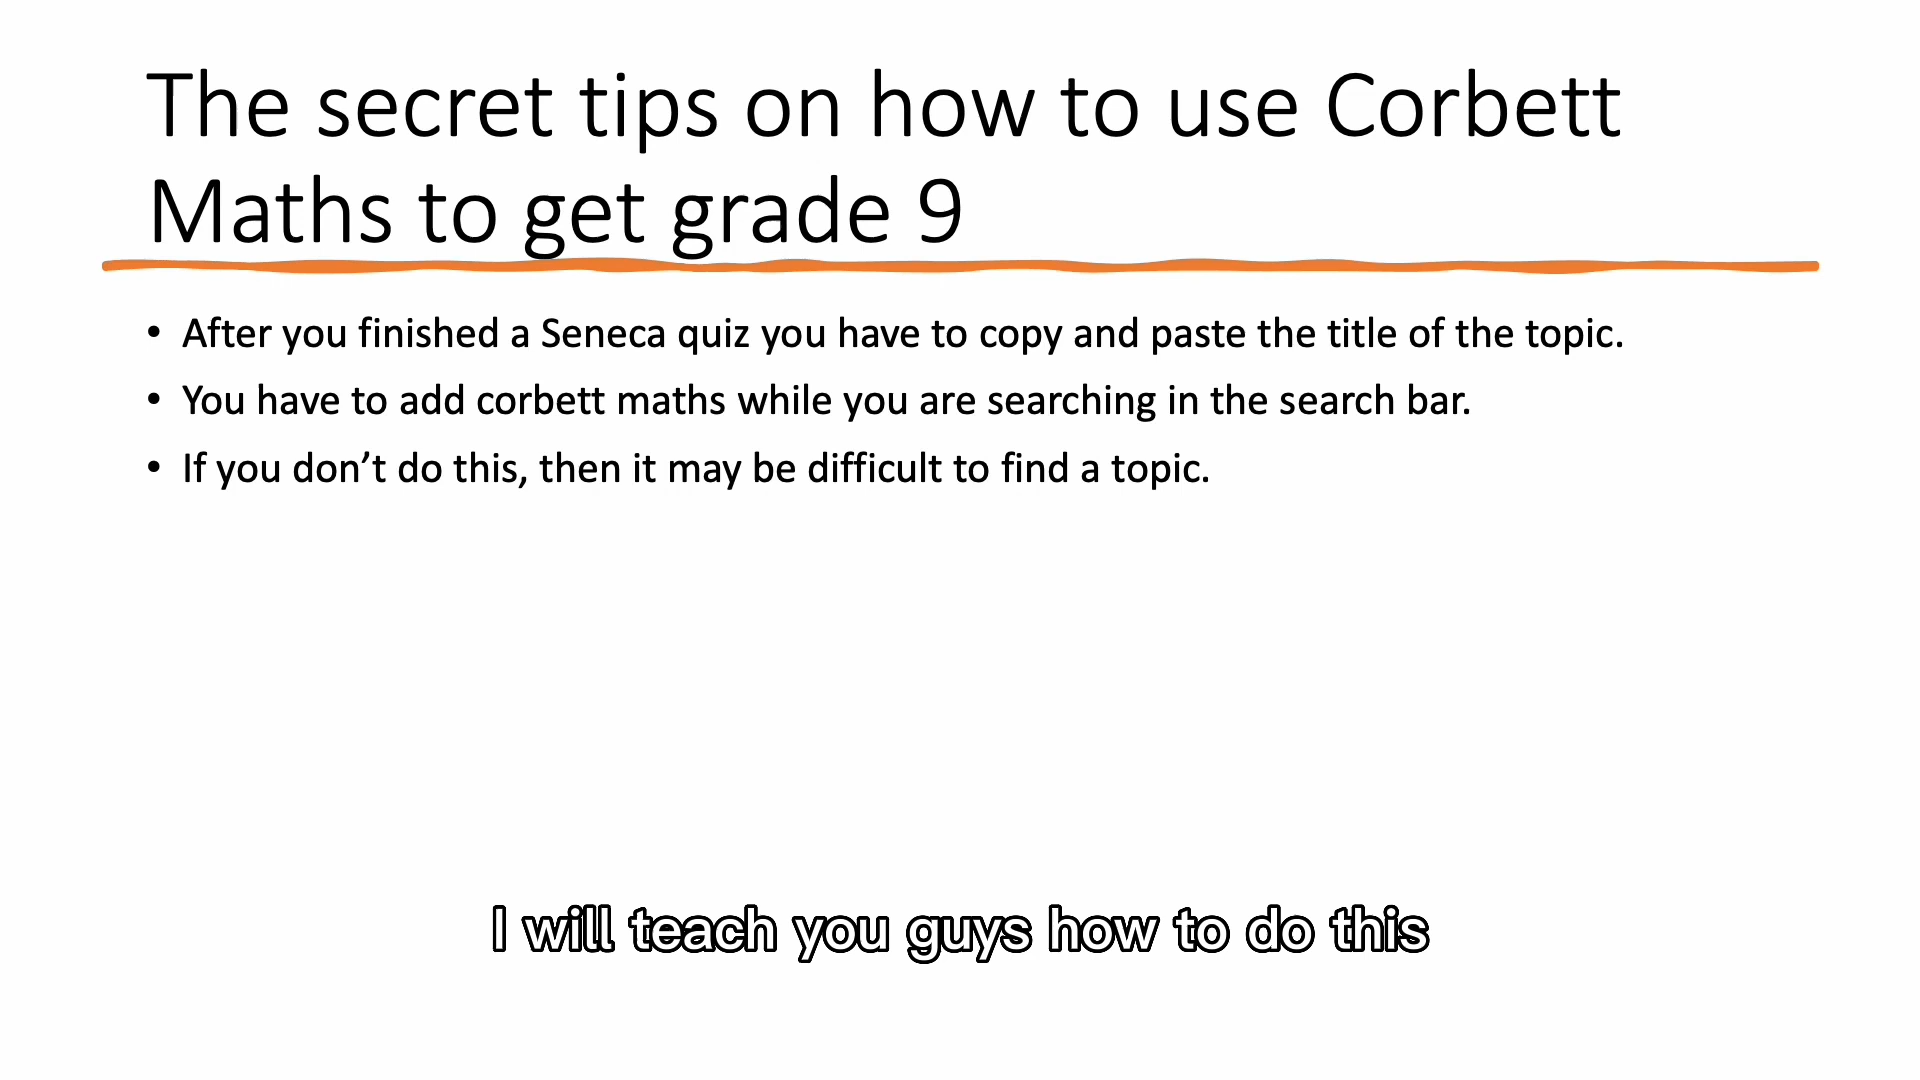 The secret tips on how to use Corbett
Maths to get grade 9
• After you finished a Seneca quiz you have to copy and paste the title of the topic.
• You have to add corbett maths while you are searching in the search bar.
• If you don’t do this, then it may be difficult to find a topic.
I will teach you guys how to do this